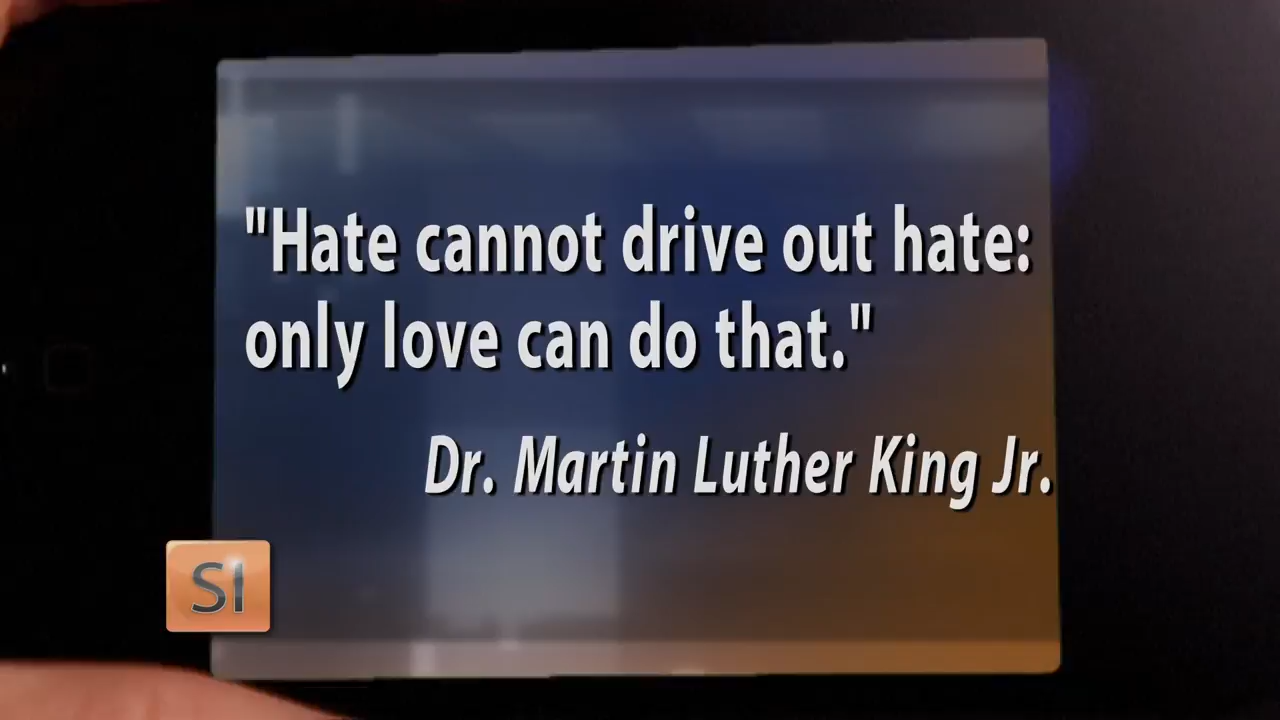 "Hate cannot drive out hate:
only love can do that."
Dr. Martin Luther King Jr.
SI